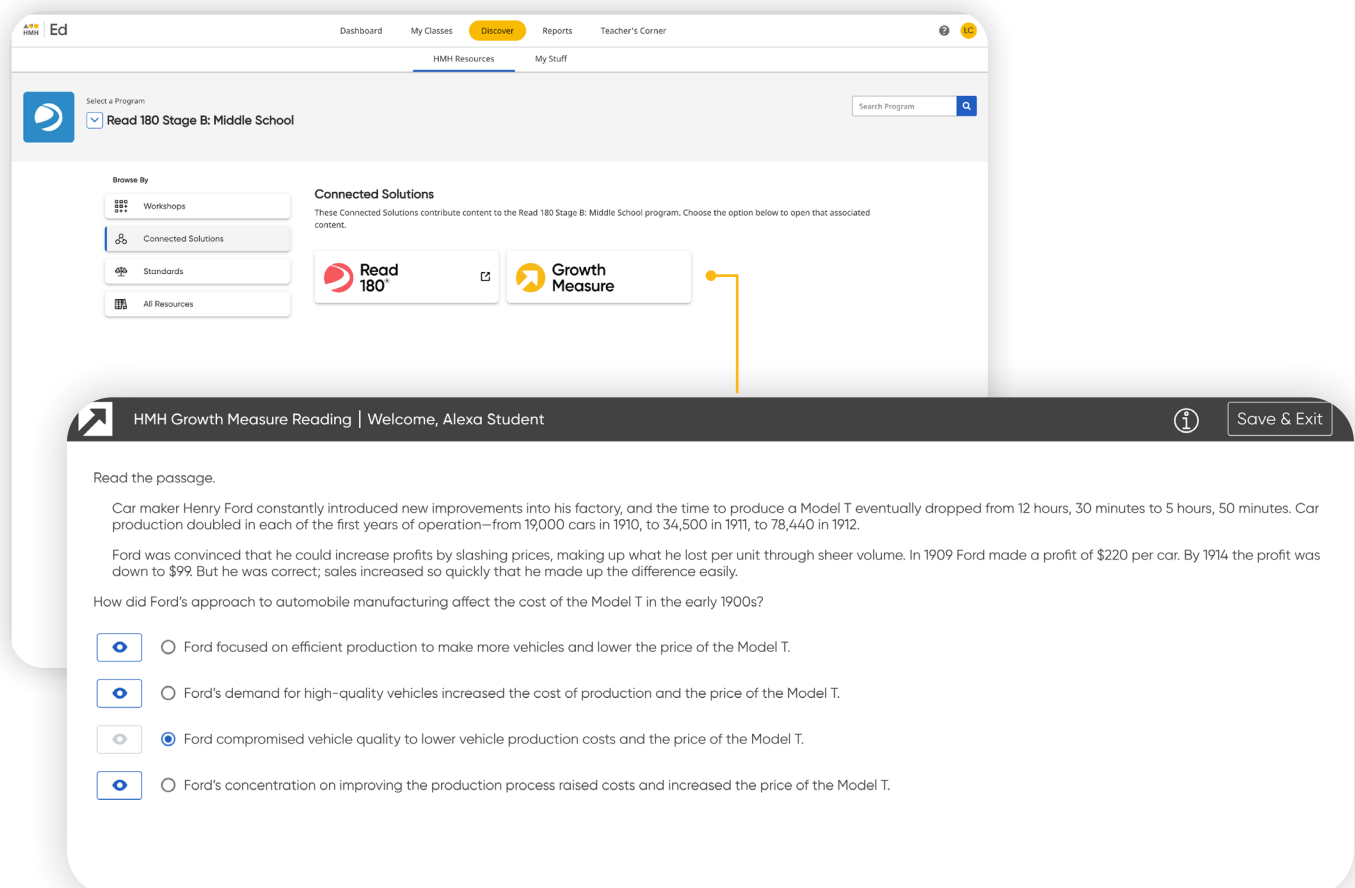 HMH Ed
Dashboard My Classes Discover Reports Teacher's Corner
? LC
HMH Resources My Stuff
Select a Program
Read 180 Stage B: Middle School
Search Program
Browse By
Workshops
Connected Solutions
Standards
All Resources
Connected Solutions
These Connected Solutions contribute content to the Read 180 Stage B: Middle School program. Choose the option below to open that associated
content.
Read
180®
Growth
Measure
HMH Growth Measure Reading | Welcome, Alexa Student
i
Save & Exit
Read the passage.
Car maker Henry Ford constantly introduced new improvements into his factory, and the time to produce a Model T eventually dropped from 12 hours, 30 minutes to 5 hours, 50 minutes. Car
production doubled in each of the first years of operation—from 19,000 cars in 1910, to 34,500 in 1911, to 78,440 in 1912.
Ford was convinced that he could increase profits by slashing prices, making up what he lost per unit through sheer volume. In 1909 Ford made a profit of $220 per car. By 1914 the profit was
down to $99. But he was correct; sales increased so quickly that he made up the difference easily.
How did Ford's approach to automobile manufacturing affect the cost of the Model T in the early 1900s?
Ford focused on efficient production to make more vehicles and lower the price of the Model T.
Ford's demand for high-quality vehicles increased the cost of production and the price of the Model T.
Ford compromised vehicle quality to lower vehicle production costs and the price of the Model T.
Ford's concentration on improving the production process raised costs and increased the price of the Model T.